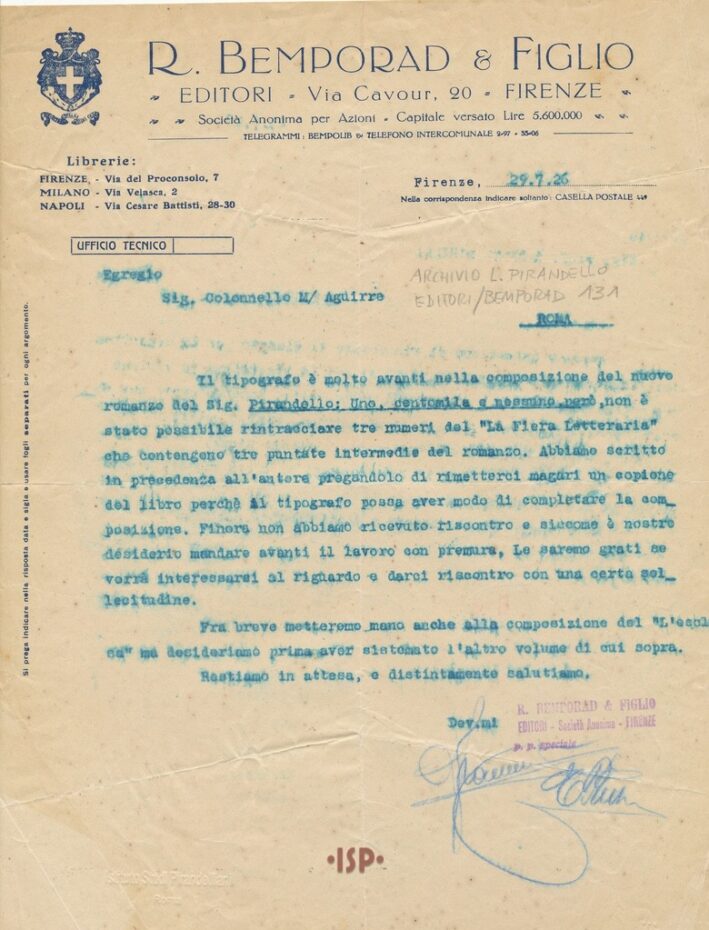 R. BEMPORAD & FIGLIO
EDITORI - Via Cavour, 20 - FIRENZE
Società Anonima per Azioni - Capitale versato Lire 5.600.000
TELEGRAMMI: BEMPOLIB TELEFONO INTERCOMUNALE 2-97 - 35-06
Librerie:
FIRENZE, - Via del Proconsolo, 7
MILANO - Via Velasca, 2
NAPOLI - Via Cesare Battisti, 28-30
Firenze, 29.7.26
Nella corrispondenza indicare soltanto: CASELLA POSTALE 449
UFFICIO TECNICO
Egregio
Sig. Colonnello M/ Aguirre
ARCHIVIO L. PIRANDELLO
EDITORI/BEMPORAD 131
ROMA
Il tipografo è molto avanti nella composizione del nuovo
romanzo del Sig. Pirandello: Uno, centomila e nessuno però, non è
stato possibile rintracciare tre numeri del "La Fiera Letteraria"
che contengono tre puntate intermedie del romanzo. Abbiamo scritto
in precedenza all'autore pregandolo di rimetterci magari un copione
del libro perchè il tipografo possa aver modo di completare la com_
posizione. Finora non abbiamo ricevuto riscontro e siccome è nostro
desiderio mandare avanti il lavoro con premura, Le saremo grati se
vorrà interessarsi al riguardo e darci riscontro con una certa sol_
lecitudine.
Fra breve metteremo mano anche alla composizione del "L'esclu
sa" ma decideriamo prima aver sistemato l'altro volume di cui sopra.
Restiamo in attesa, e distintamente salutiamo.
Dev.mi
R. BEMPORAD & FIGLIO
EDITORI - Società Anonima - FIRENZE
p. p. speciale
Si prega indicare nella risposta data e sigla e usare fogli separati per ogni argomento.
·ISP·